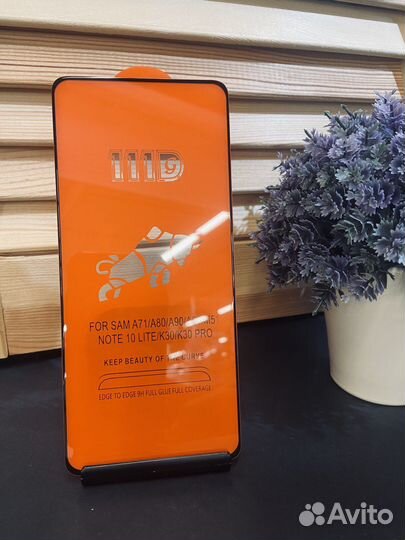 111D
FOR SAM A71/A80/A90/
NOTE 10 LITE/K30/K30 PRO
KEEP BEAUTY OF THE CURVE
EDGE TO EDGE 9H FULL GLUE FULL COVERAGE
Avito